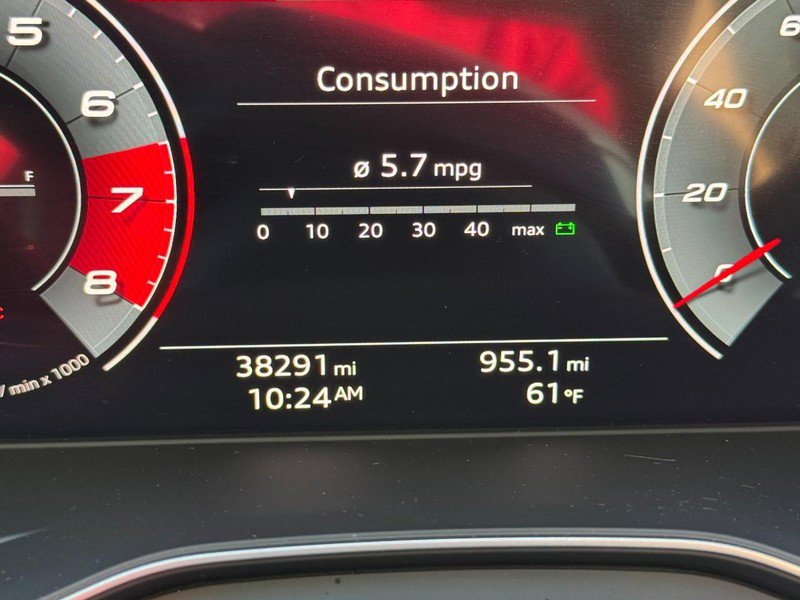 Consumption
ø 5.7 mpg
0 10 20 30 40 max
38291 mi 955.1 mi
10:24 AM 61 °F
5
6
7
8
/ min x 1000
F
40
20